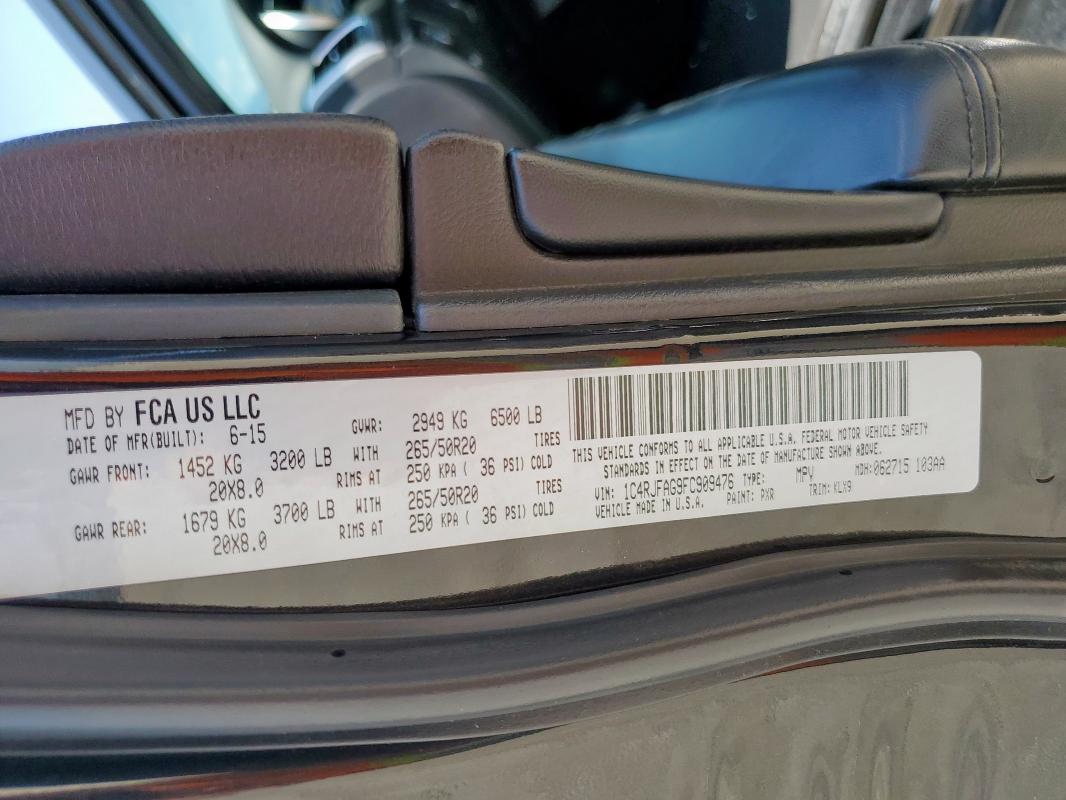 MFD BY FCA US LLC
DATE OF MFR(BUILT): 6-15 GVWR: 2949 KG 6500 LB
GAWR FRONT: 1452 KG 3200 LB WITH 265/50R20 TIRES
20X8.0 RIMS AT 250 KPA ( 36 PSI) COLD
GAWR REAR: 1679 KG 3700 LB WITH 265/50R20 TIRES
20X8.0 RIMS AT 250 KPA ( 36 PSI) COLD
THIS VEHICLE CONFORMS TO ALL APPLICABLE U.S.A. FEDERAL MOTOR VEHICLE SAFETY
STANDARDS IN EFFECT ON THE DATE OF MANUFACTURE SHOWN ABOVE.
VIN: 1C4RJFAG9FC909476 TYPE: MPV MDH:062715 103AA
VEHICLE MADE IN U.S.A. PAINT: PXR TRIM: KLX9